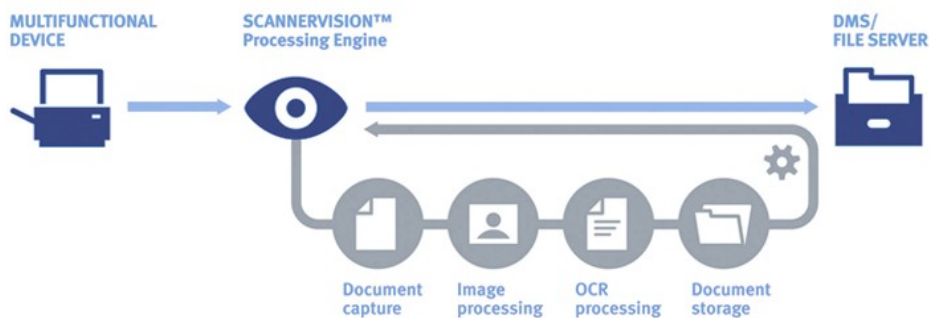 MULTIFUNCTIONAL
DEVICE
SCANNERVISION™
Processing Engine
DMS/
FILE SERVER
Document
capture
Image
processing
OCR
processing
Document
storage